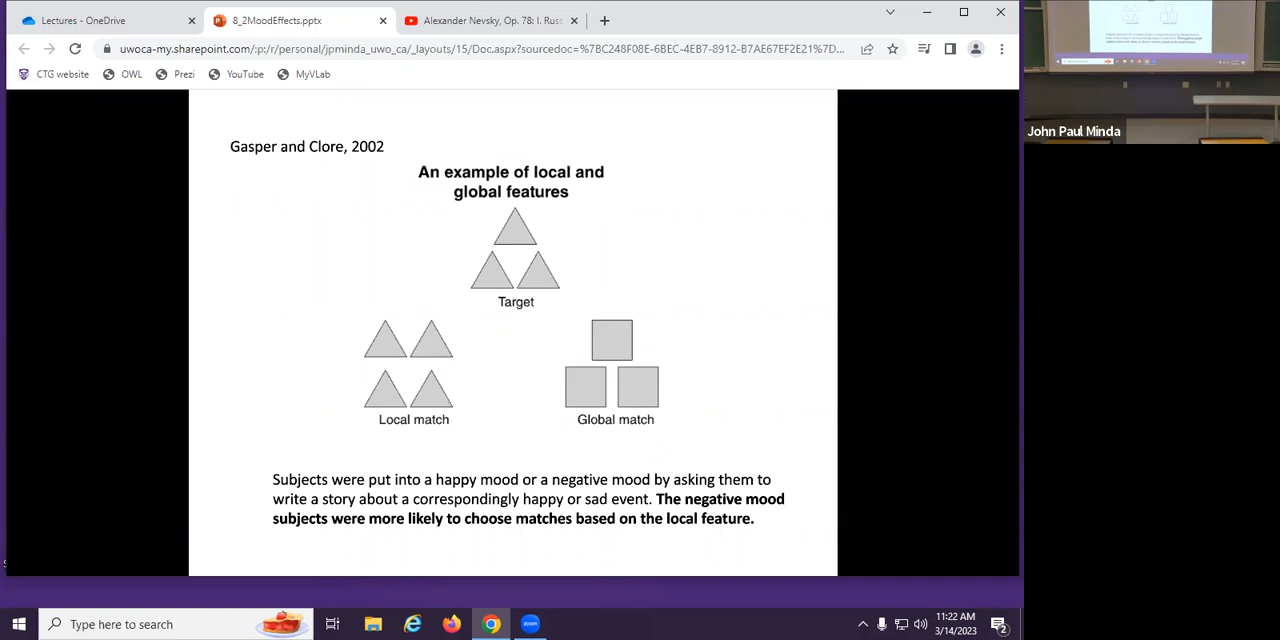 Lectures - OneDrive
8_2MoodEffects.pptx
Alexander Nevsky, Op. 78: I. Russ
uwoca-my.sharepoint.com/:p:/r/personal/jpminda_uwo_ca/_layouts/15/Doc.aspx?sourcedoc=%7BC248F08E-6BEC-4EB7-8912-B7AE67EF2E21%7D...
CTG website
OWL
Prezi
YouTube
MyVLab
John Paul Minda
Gasper and Clore, 2002
An example of local and
global features
Target
Local match
Global match
Subjects were put into a happy mood or a negative mood by asking them to
write a story about a correspondingly happy or sad event. The negative mood
subjects were more likely to choose matches based on the local feature.
Type here to search
zoom
11:22 AM
3/14/2023
2